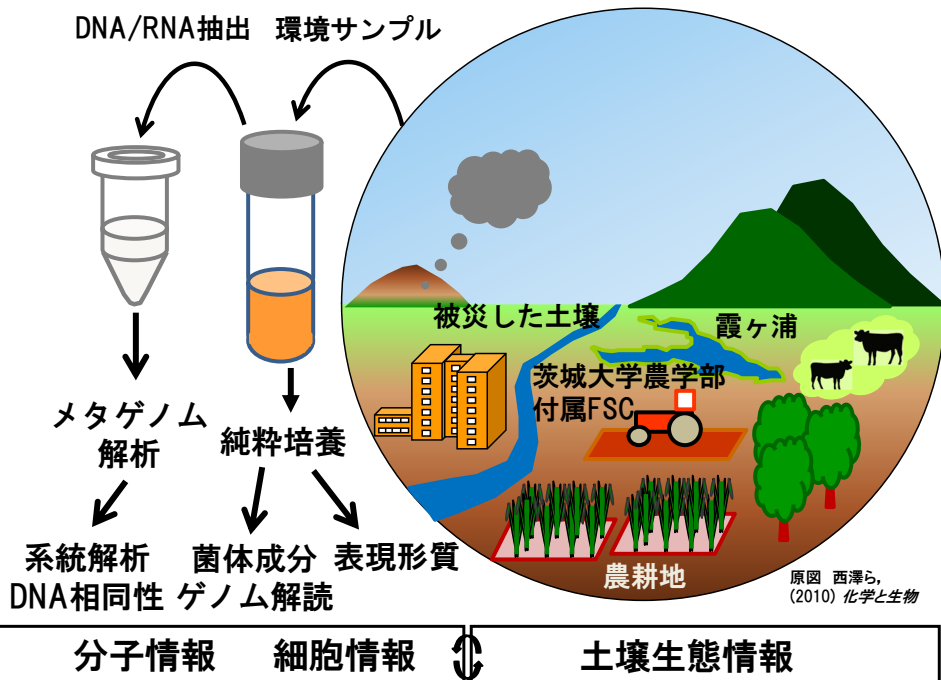 DNA/RNA抽出 環境サンプル
被災した土壌
霞ヶ浦
茨城大学農学部
付属FSC
メタゲノム
解析
純粋培養
系統解析
DNA相同性
菌体成分
ゲノム解読
表現形質
農耕地
原図 西澤ら,
(2010) 化学と生物
分子情報 細胞情報 土壌生態情報